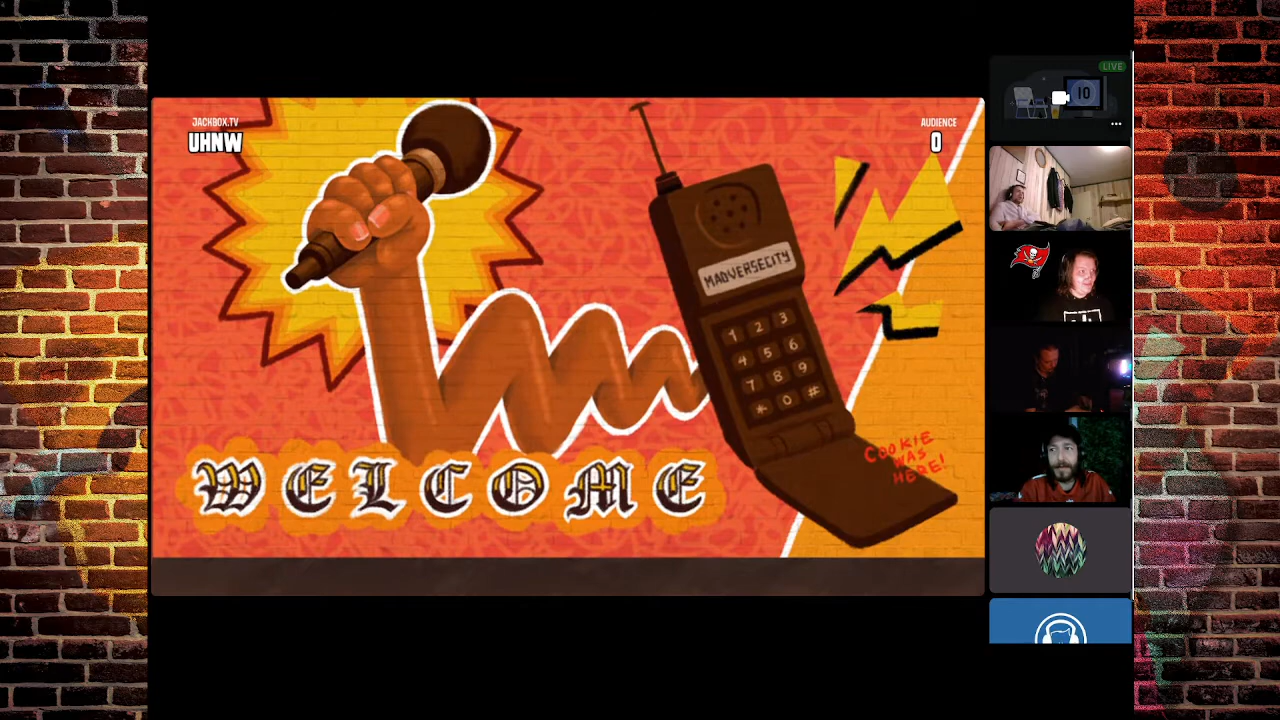 JACKBOX.TV
UHNW
AUDIENCE
0
LIVE
10
MADVERSECITY
1 2 3
4 5 6
7 8 9
* 0 #
COOKIE
WAS
HERE!
WELCOME